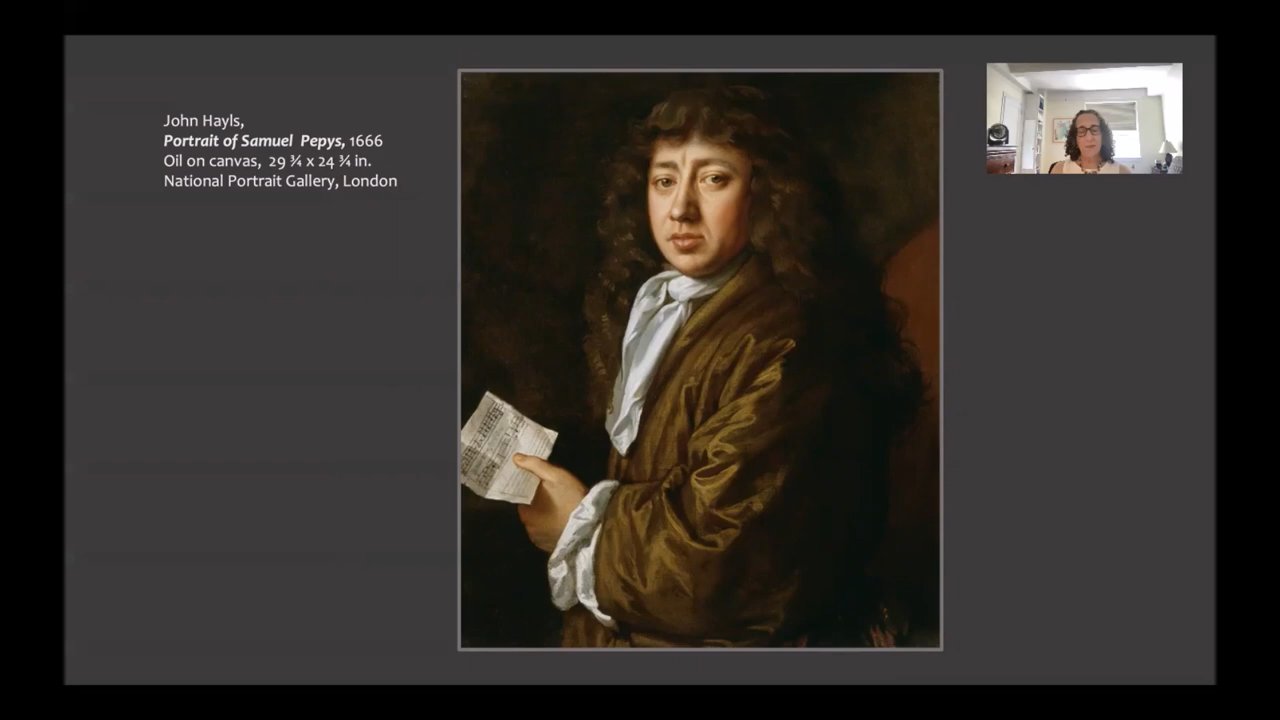 John Hayls,
Portrait of Samuel Pepys, 1666
Oil on canvas, 29 ¾ x 24 ¾ in.
National Portrait Gallery, London